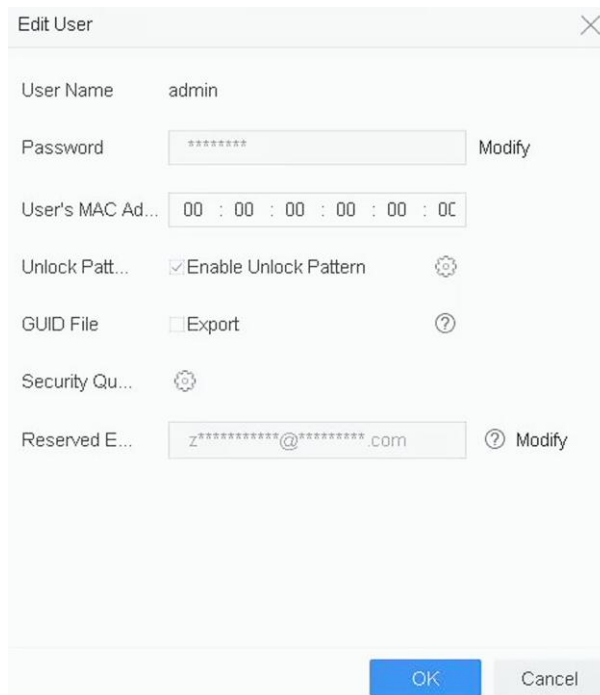 Edit User
User Name admin
Password ******** Modify
User's MAC Ad... 00 : 00 : 00 : 00 : 00 : 0
Unlock Patt... Enable Unlock Pattern
GUID File Export ?
Security Qu...
Reserved E... z***********@*********.com ? Modify
OK Cancel